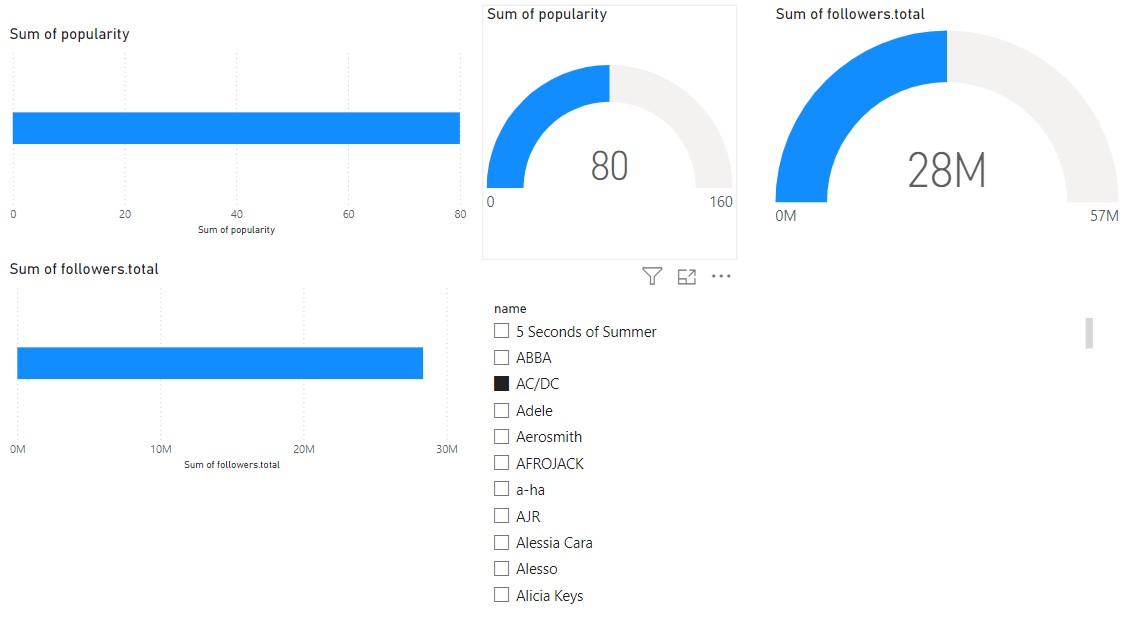 Sum of popularity
0 20 40 60 80
Sum of popularity
Sum of followers.total
0M 10M 20M 30M
Sum of followers.total
Sum of popularity
80
0 160
Sum of followers.total
28M
0M 57M
name
5 Seconds of Summer
ABBA
AC/DC
Adele
Aerosmith
AFROJACK
a-ha
AJR
Alessia Cara
Alesso
Alicia Keys